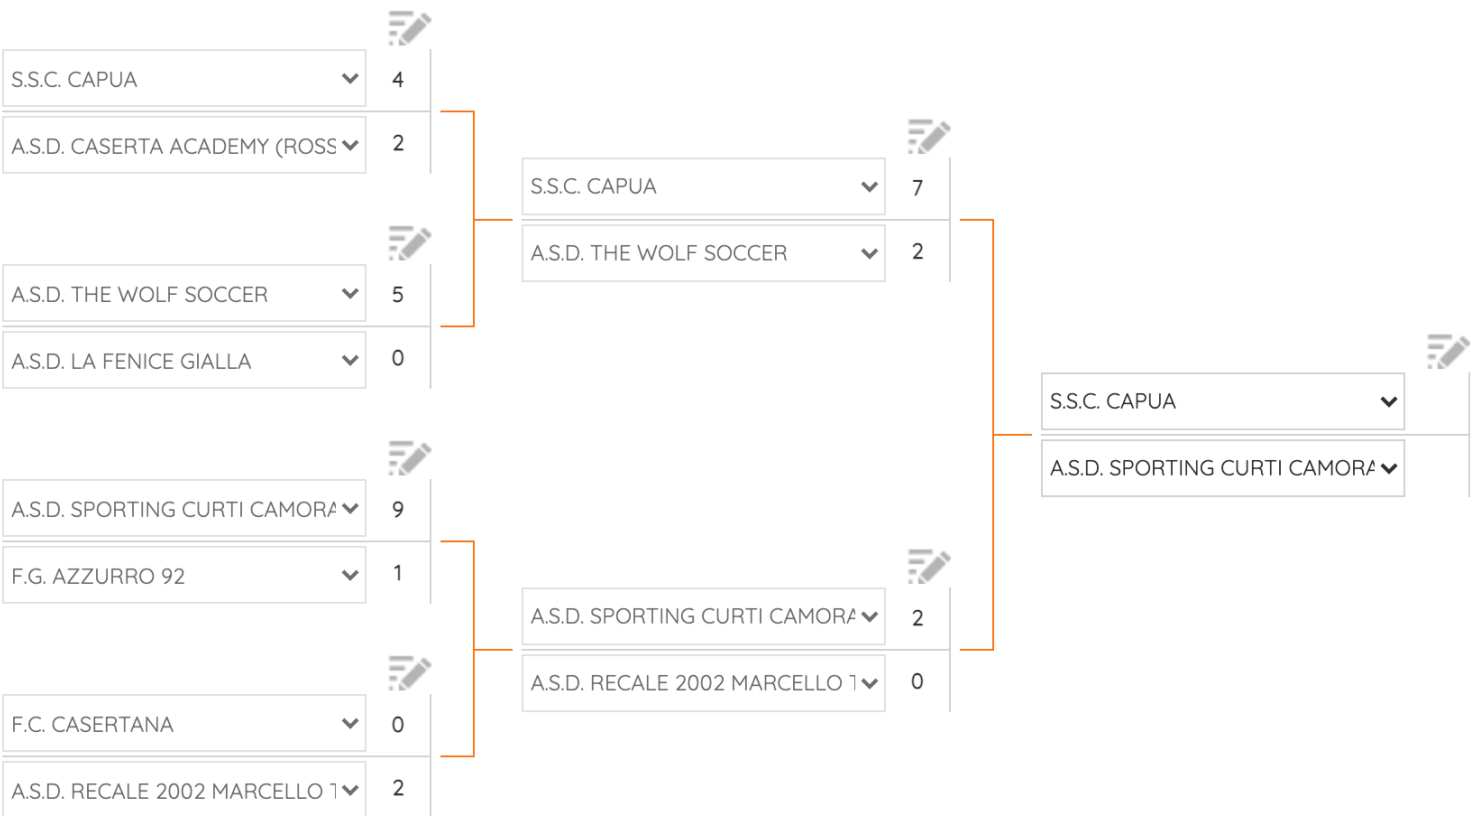 S.S.C. CAPUA 4
A.S.D. CASERTA ACADEMY (ROSS 2
A.S.D. THE WOLF SOCCER 5
A.S.D. LA FENICE GIALLA 0
A.S.D. SPORTING CURTI CAMORA 9
F.G. AZZURRO 92 1
F.C. CASERTANA 0
A.S.D. RECALE 2002 MARCELLO 2
S.S.C. CAPUA 7
A.S.D. THE WOLF SOCCER 2
A.S.D. SPORTING CURTI CAMORA 2
A.S.D. RECALE 2002 MARCELLO 0
S.S.C. CAPUA
A.S.D. SPORTING CURTI CAMORA